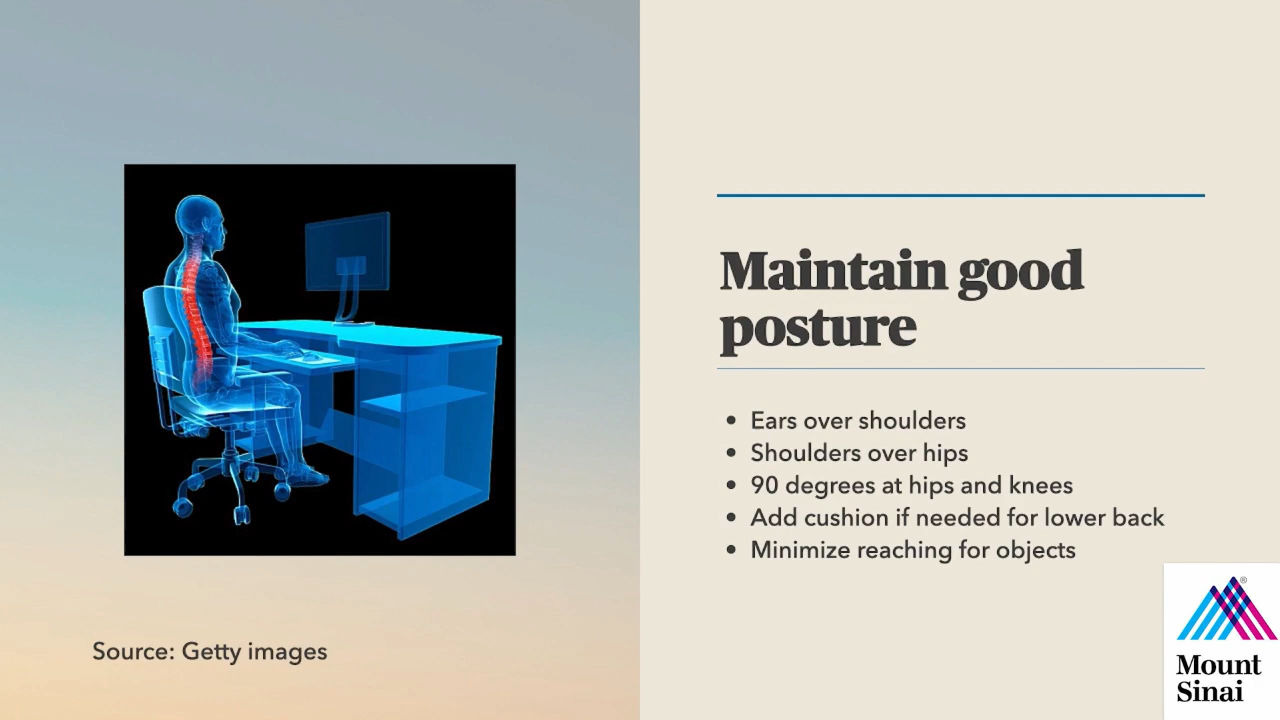 Maintain good
posture
• Ears over shoulders
• Shoulders over hips
• 90 degrees at hips and knees
• Add cushion if needed for lower back
• Minimize reaching for objects
Source: Getty images
®
Mount
Sinai